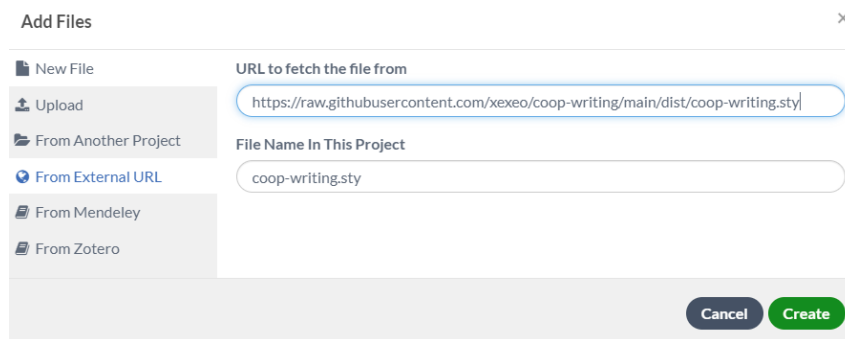 Add Files
×
New File
Upload
From Another Project
From External URL
From Mendeley
From Zotero
URL to fetch the file from
https://raw.githubusercontent.com/xexeo/coop-writing/main/dist/coop-writing.sty
File Name In This Project
coop-writing.sty
Cancel
Create